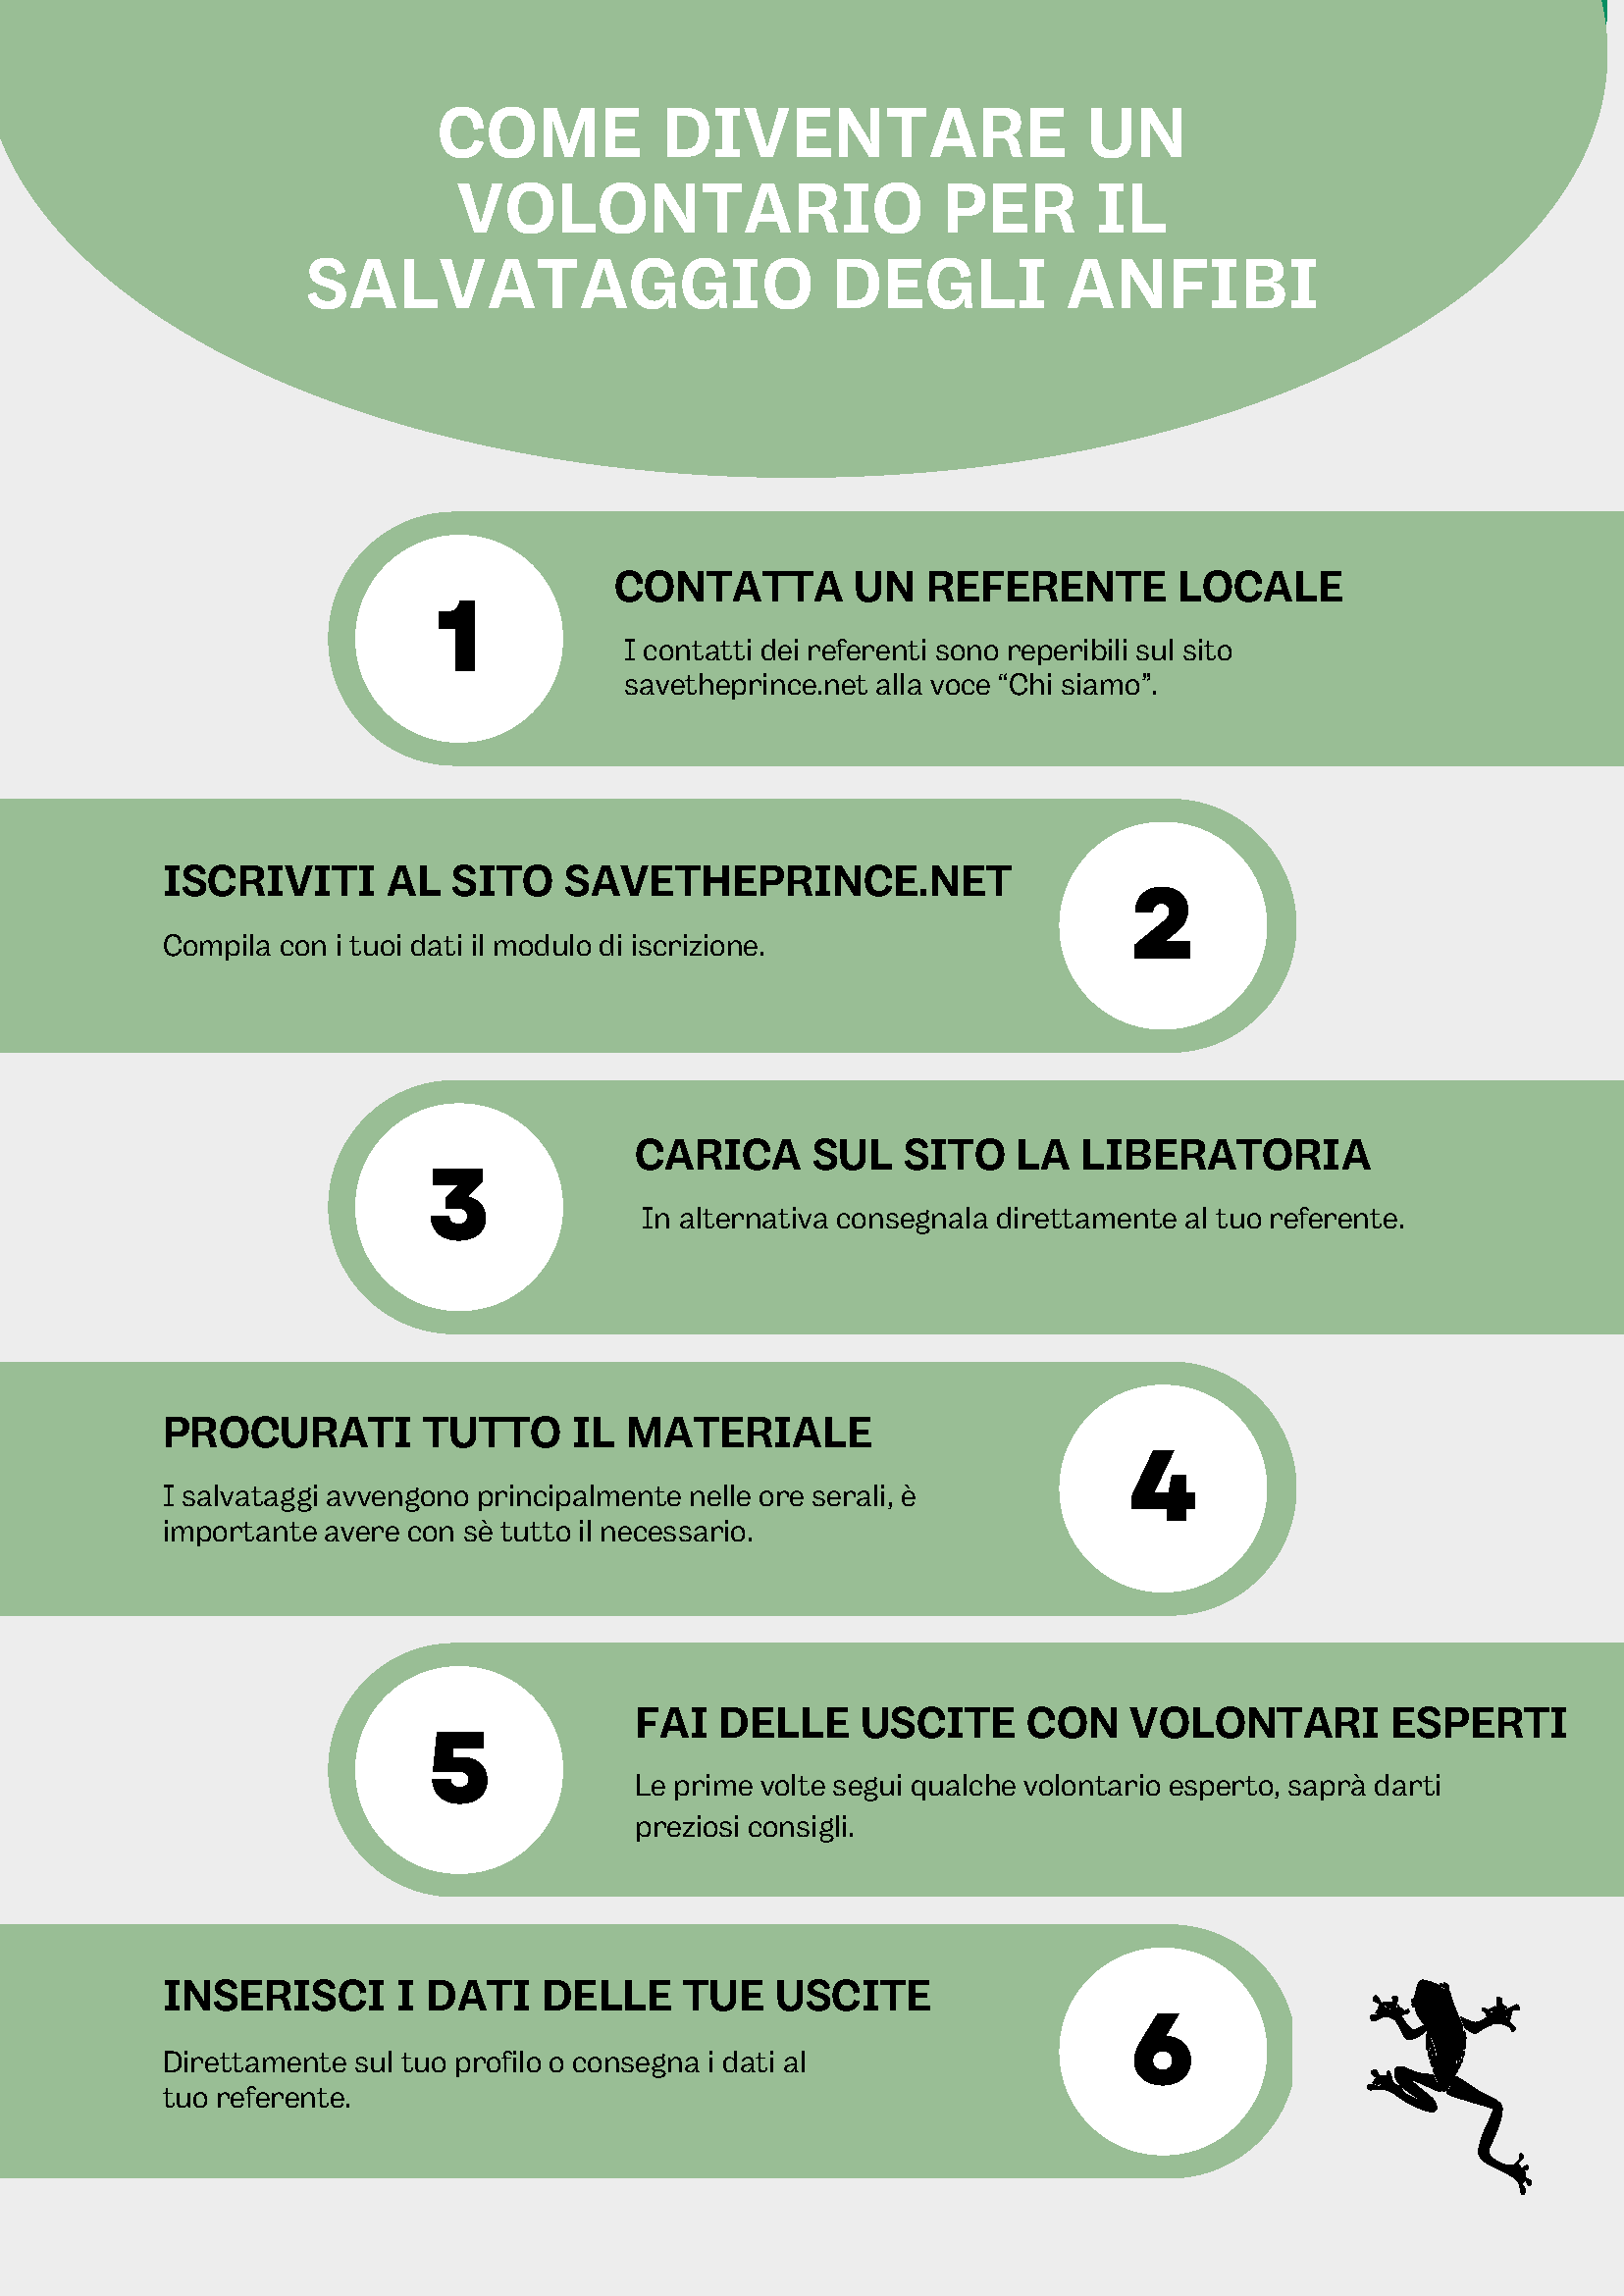 COME DIVENTARE UN
VOLONTARIO PER IL
SALVATAGGIO DEGLI ANFIBI
1
CONTATTA UN REFERENTE LOCALE
I contatti dei referenti sono reperibili sul sito
savetheprince.net alla voce “Chi siamo”.
ISCRIVITI AL SITO SAVETHEPRINCE.NET
Compila con i tuoi dati il modulo di iscrizione.
2
3
CARICA SUL SITO LA LIBERATORIA
In alternativa consegnala direttamente al tuo referente.
PROCURATI TUTTO IL MATERIALE
I salvataggi avvengono principalmente nelle ore serali, è
importante avere con sè tutto il necessario.
4
5
FAI DELLE USCITE CON VOLONTARI ESPERTI
Le prime volte segui qualche volontario esperto, saprà darti
preziosi consigli.
INSERISCI I DATI DELLE TUE USCITE
Direttamente sul tuo profilo o consegna i dati al
tuo referente.
6